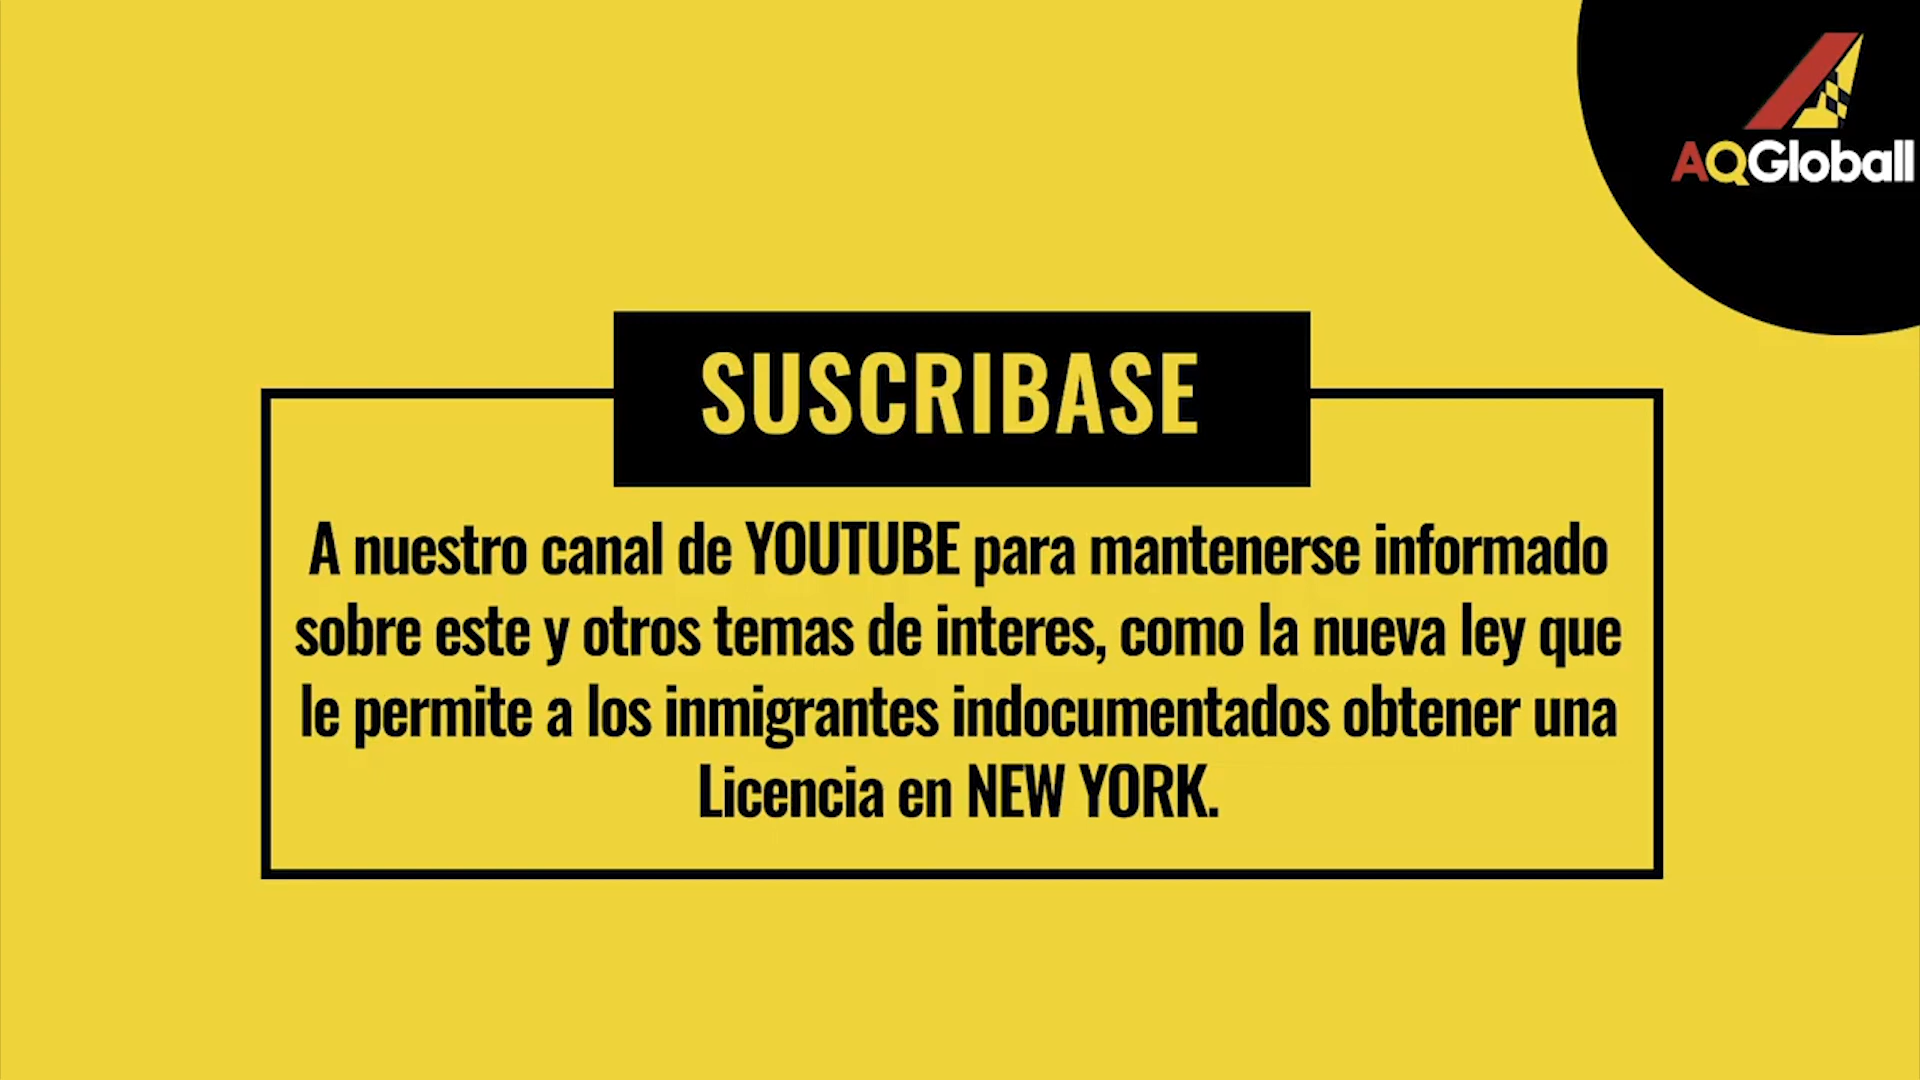 AQGloball
SUSCRIBASE
A nuestro canal de YOUTUBE para mantenerse informado
sobre este y otros temas de interes, como la nueva ley que
le permite a los inmigrantes indocumentados obtener una
Licencia en NEW YORK.